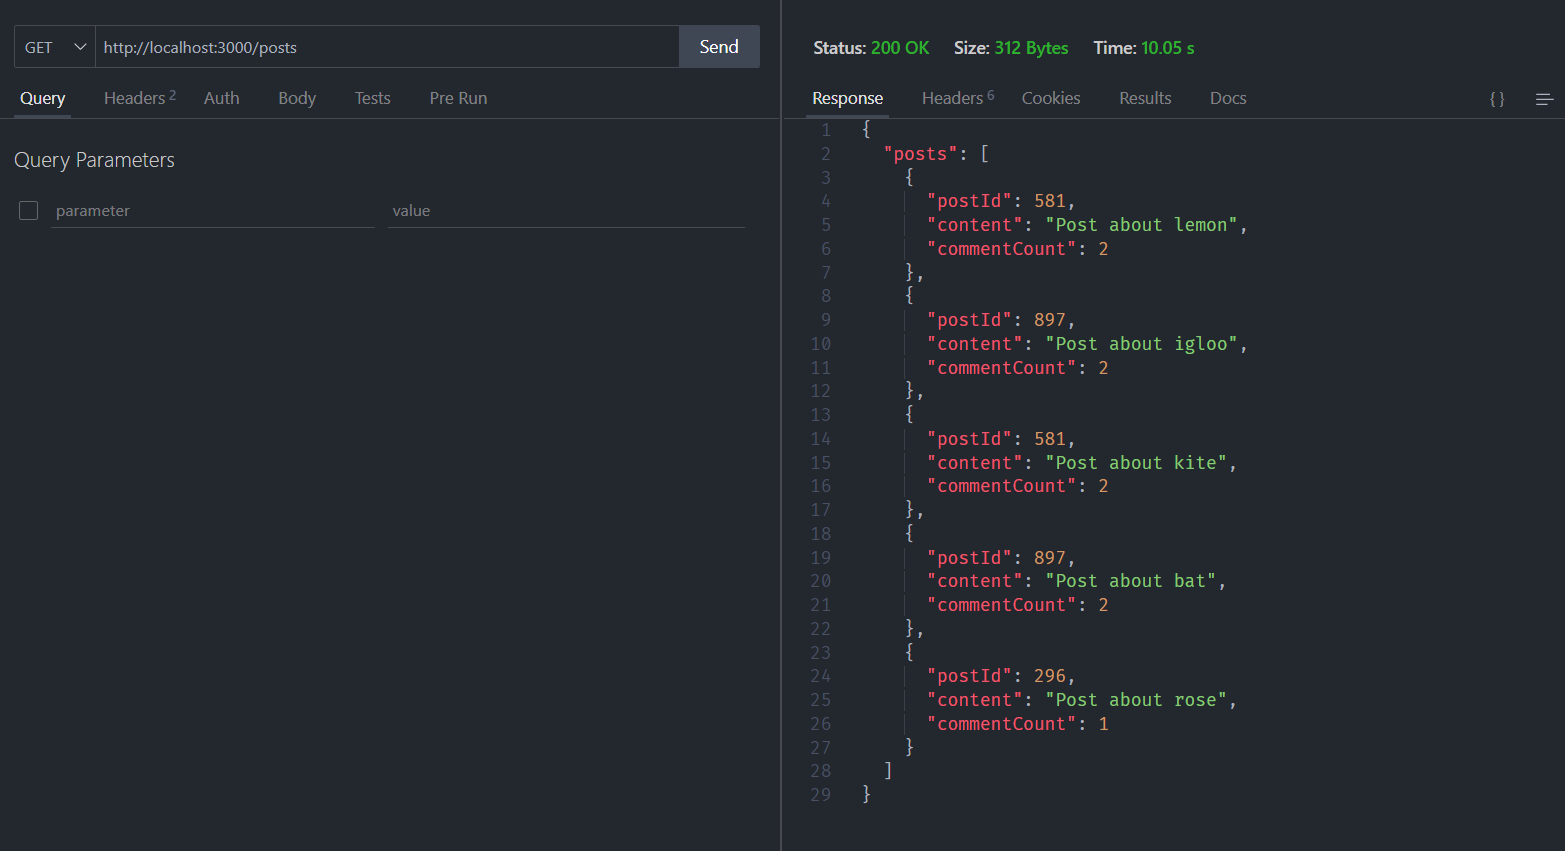 GET http://localhost:3000/posts Send
Query Headers 2 Auth Body Tests Pre Run
Query Parameters
parameter value
Status: 200 OK Size: 312 Bytes Time: 10.05 s
Response Headers 6 Cookies Results Docs { }
1 {
2 "posts": [
3 {
4 "postId": 581,
5 "content": "Post about lemon",
6 "commentCount": 2
7 },
8 {
9 "postId": 897,
10 "content": "Post about igloo",
11 "commentCount": 2
12 },
13 {
14 "postId": 581,
15 "content": "Post about kite",
16 "commentCount": 2
17 },
18 {
19 "postId": 897,
20 "content": "Post about bat",
21 "commentCount": 2
22 },
23 {
24 "postId": 296,
25 "content": "Post about rose",
26 "commentCount": 1
27 }
28 ]
29 }